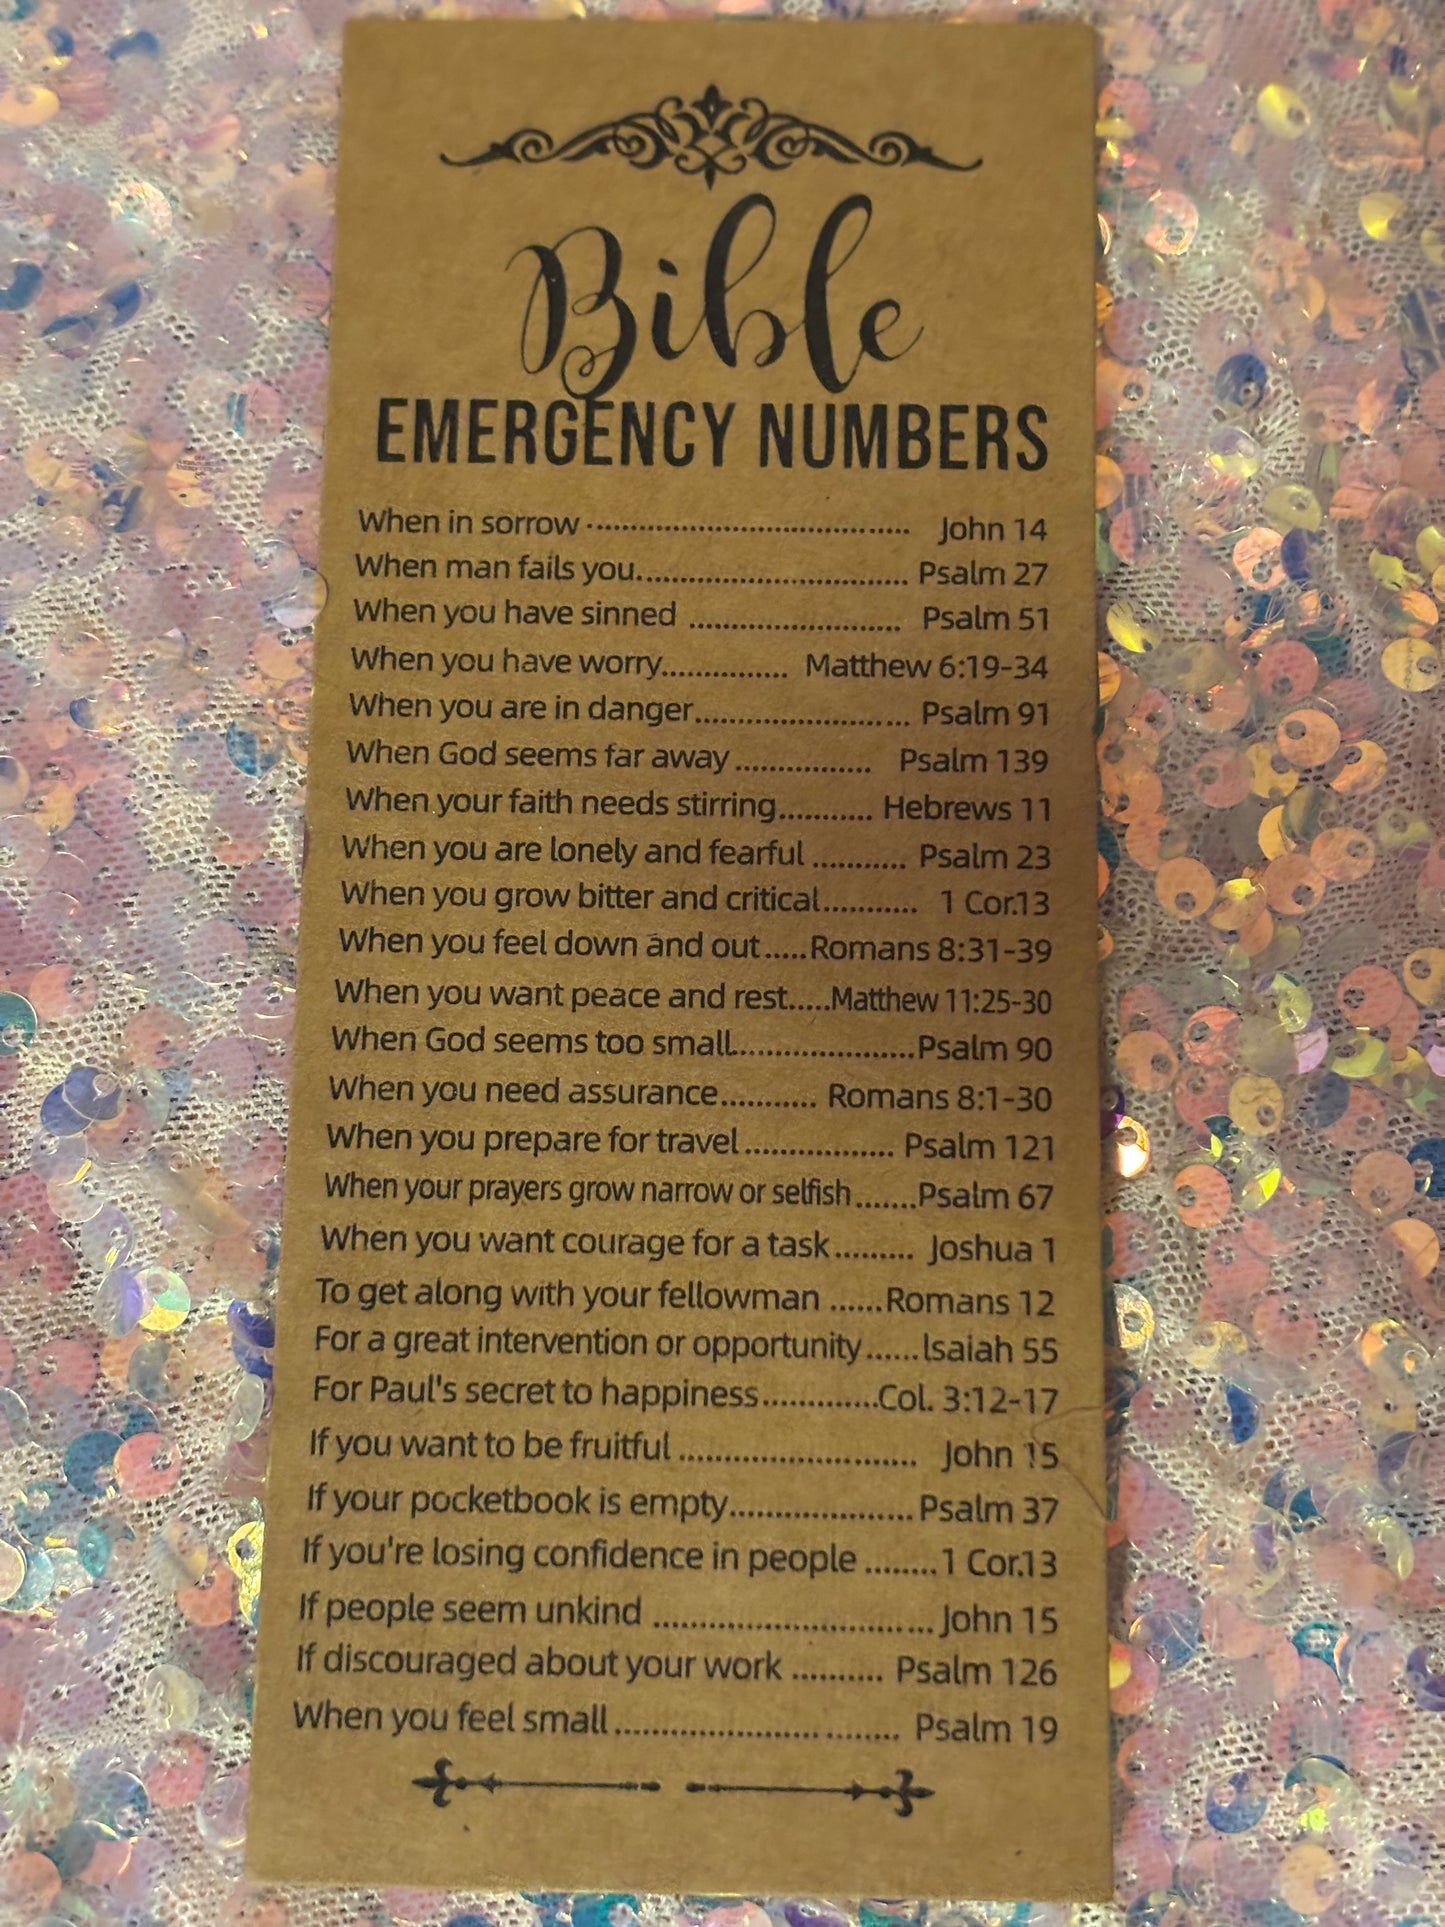 Bible
EMERGENCY NUMBERS
When in sorrow ..................................... John 14
When man fails you................................ Psalm 27
When you have sinned ......................... Psalm 51
When you have worry............... Matthew 6:19-34
When you are in danger......................... Psalm 91
When God seems far away ................ Psalm 139
When your faith needs stirring........... Hebrews 11
When you are lonely and fearful ........... Psalm 23
When you grow bitter and critical........... 1 Cor.13
When you feel down and out.....Romans 8:31-39
When you want peace and rest.....Matthew 11:25-30
When God seems too small.....................Psalm 90
When you need assurance........... Romans 8:1-30
When you prepare for travel................. Psalm 121
When your prayers grow narrow or selfish.......Psalm 67
When you want courage for a task......... Joshua 1
To get along with your fellowman ......Romans 12
For a great intervention or opportunity......lsaiah 55
For Paul's secret to happiness.............Col. 3:12-17
If you want to be fruitful ........................... John 15
If your pocketbook is empty.....................Psalm 37
If you're losing confidence in people ........1 Cor.13
If people seem unkind ................................John 15
If discouraged about your work .......... Psalm 126
When you feel small ................................ Psalm 19